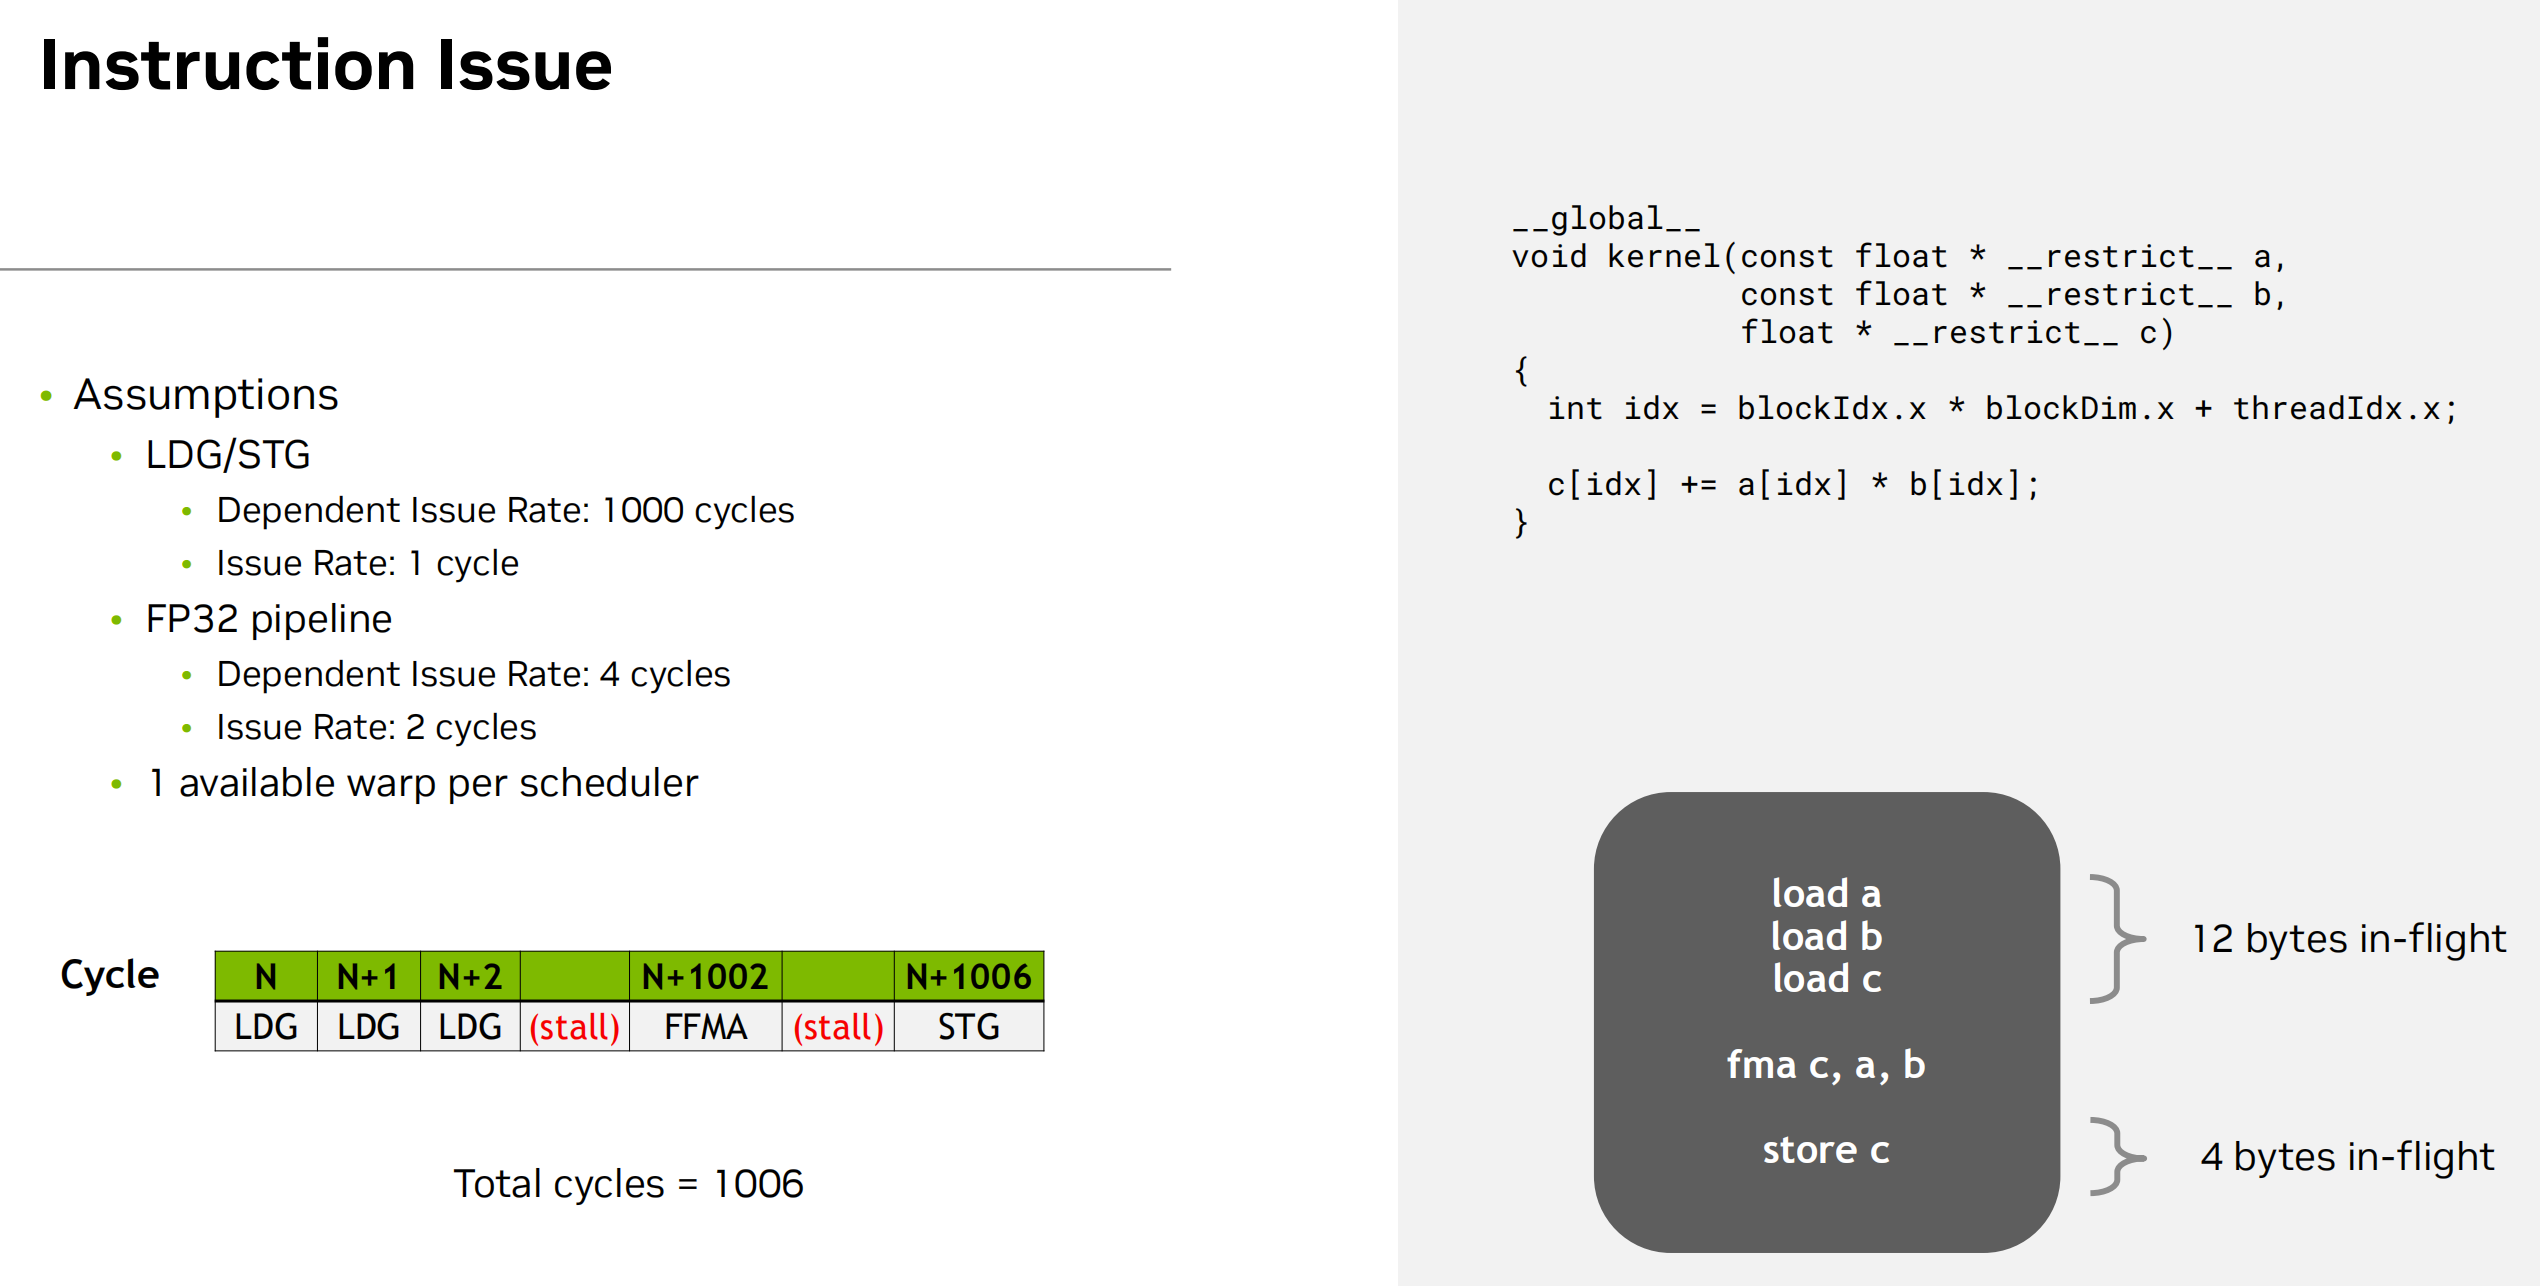 Instruction Issue
• Assumptions
• LDG/STG
• Dependent Issue Rate: 1000 cycles
• Issue Rate: 1 cycle
• FP32 pipeline
• Dependent Issue Rate: 4 cycles
• Issue Rate: 2 cycles
• 1 available warp per scheduler
Cycle N N+1 N+2 N+1002 N+1006
LDG LDG LDG (stall) FFMA (stall) STG
Total cycles = 1006
__global__
void kernel(const float * __restrict__ a,
            const float * __restrict__ b,
            float * __restrict__ c)
{
  int idx = blockIdx.x * blockDim.x + threadIdx.x;
  c[idx] += a[idx] * b[idx];
}
load a
load b
load c
12 bytes in-flight
fma c, a, b
store c
4 bytes in-flight